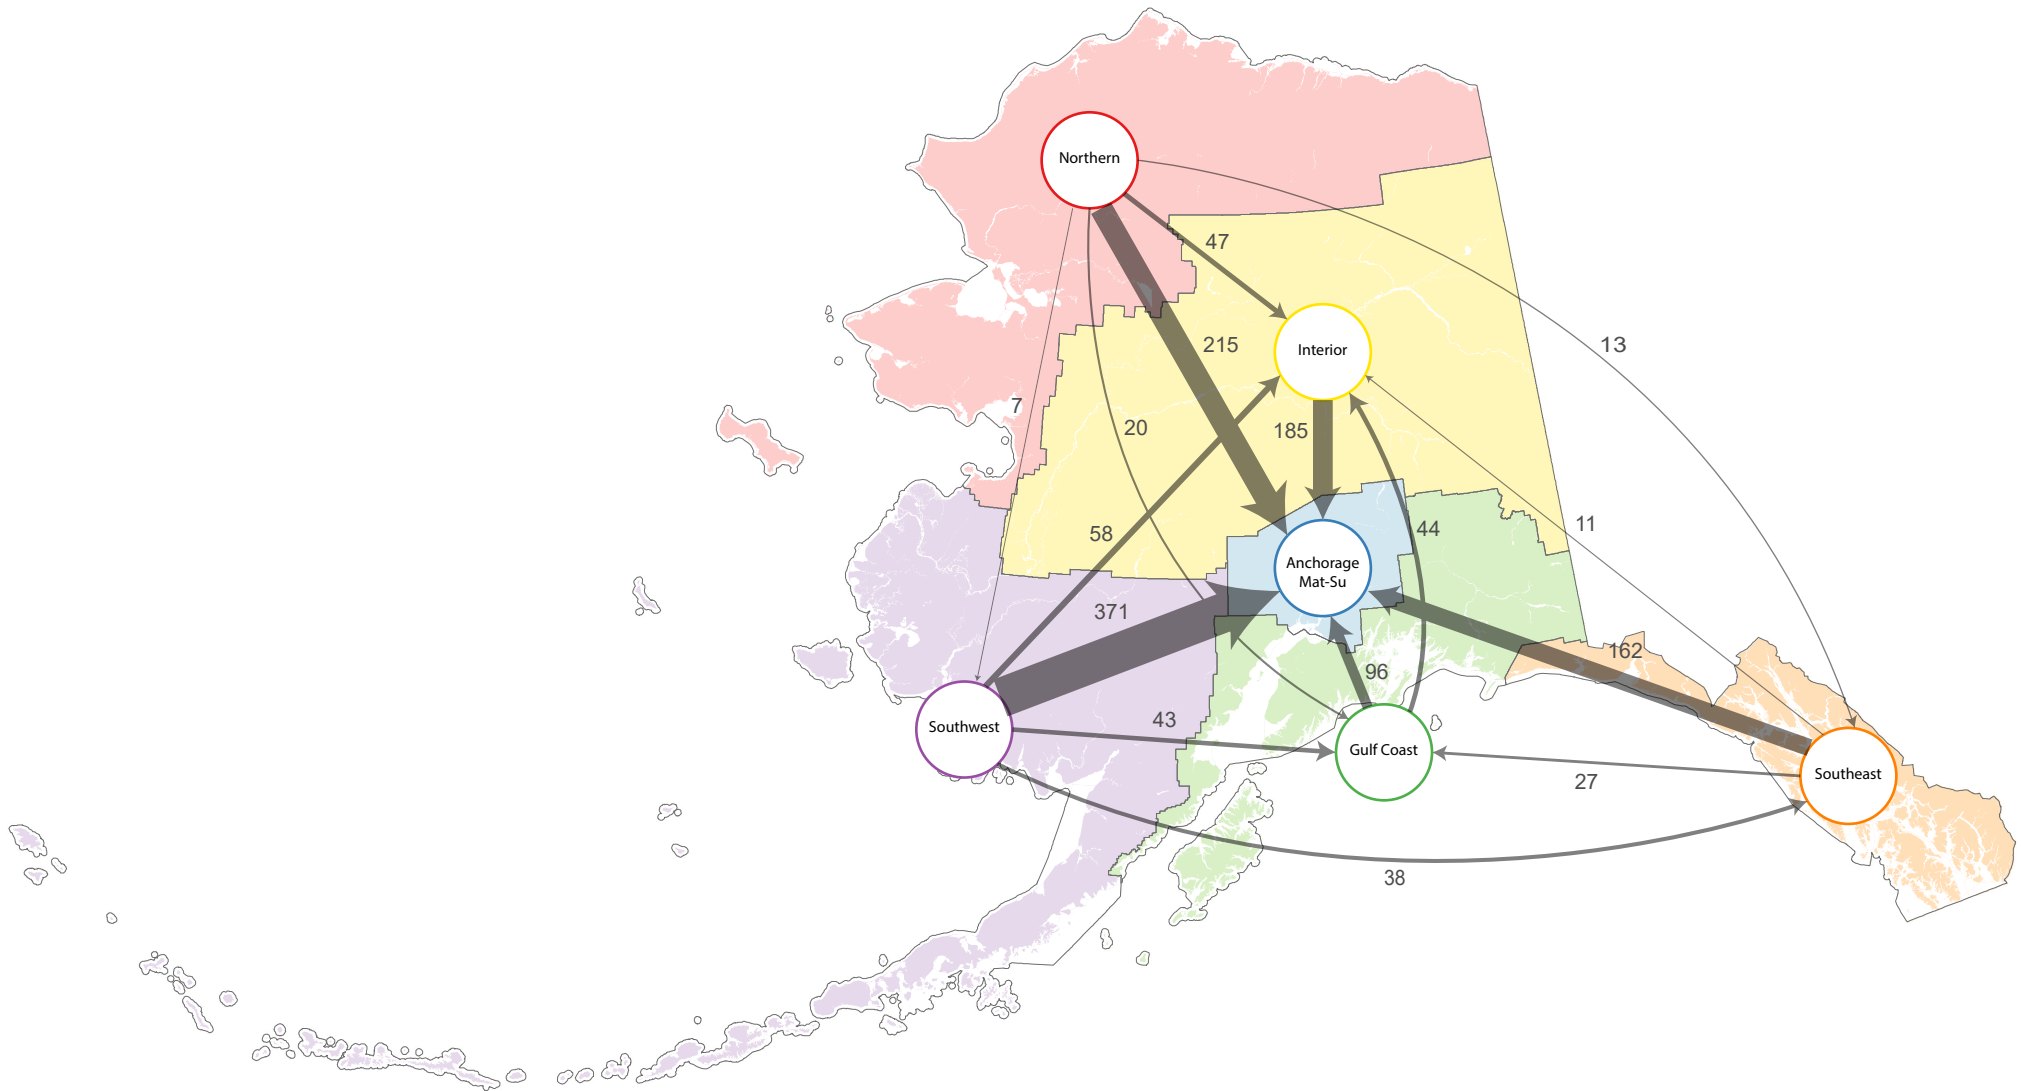 Northern
47
215
Interior
13
7
20
185
58
44
11
Anchorage
Mat-Su
371
162
96
43
Southwest
Gulf Coast
27
Southeast
38